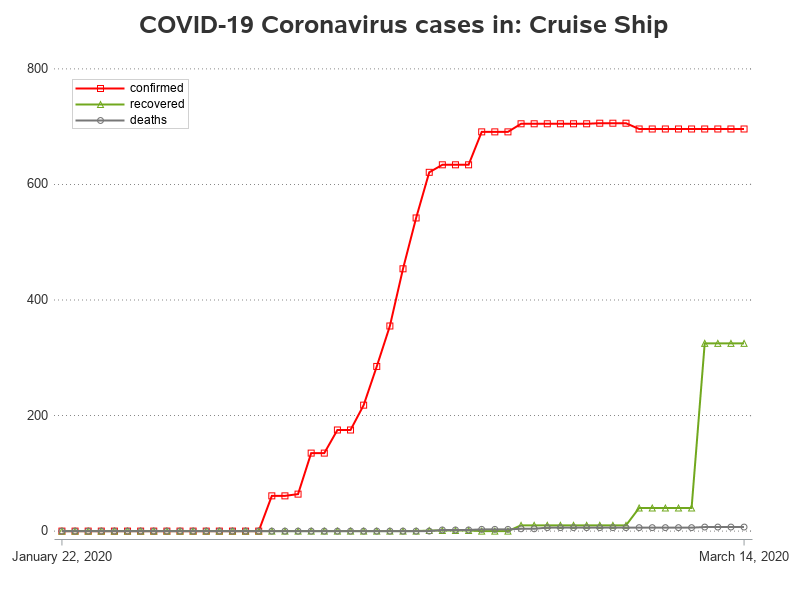 COVID-19 Coronavirus cases in: Cruise Ship
800
confirmed
recovered
deaths
600
400
200
0
January 22, 2020
March 14, 2020